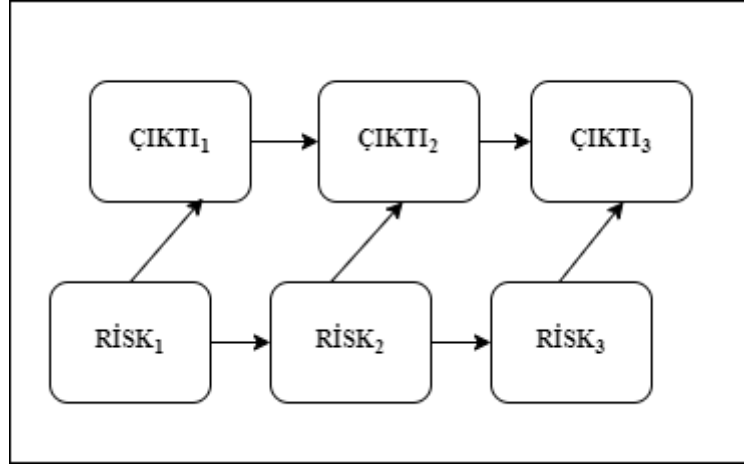 ÇIKTI₁
ÇIKTI₂
ÇIKTI₃
RİSK₁
RİSK₂
RİSK₃